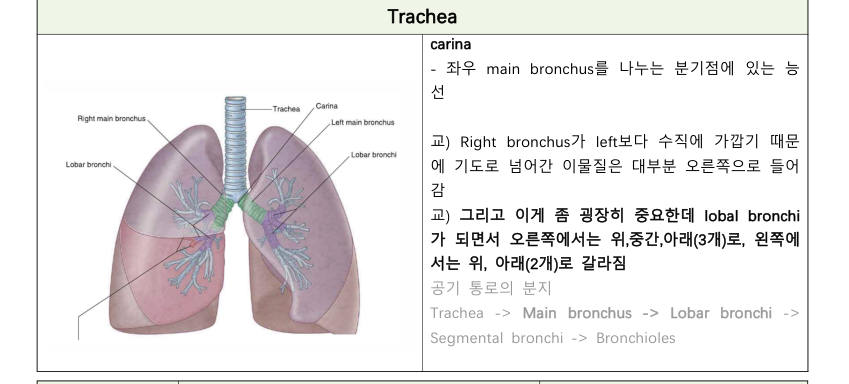 Trachea
Trachea
Carina
Right main bronchus
Left main bronchus
Lobar bronchi
Lobar bronchi
carina
- 좌우 main bronchus를 나누는 분기점에 있는 능
선
교) Right bronchus가 left보다 수직에 가깝기 때문
에 기도로 넘어간 이물질은 대부분 오른쪽으로 들어
감
교) 그리고 이게 좀 굉장히 중요한데 lobal bronchi
가 되면서 오른쪽에서는 위,중간,아래(3개)로, 왼쪽에
서는 위, 아래(2개)로 갈라짐
공기 통로의 분지
Trachea -> Main bronchus -> Lobar bronchi ->
Segmental bronchi -> Bronchioles